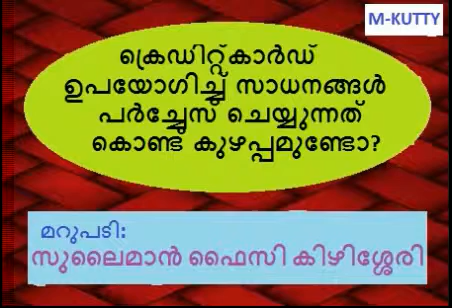 M-KUTTY
ക്രെഡിറ്റ്കാർഡ്
ഉപയോഗിച്ച് സാധനങ്ങൾ
പർച്ചേസ് ചെയ്യുന്നത്
കൊണ്ട് കുഴപ്പമുണ്ടോ?
മറുപടി:
സുലൈമാൻ ഫൈസി കിഴിശ്ശേരി